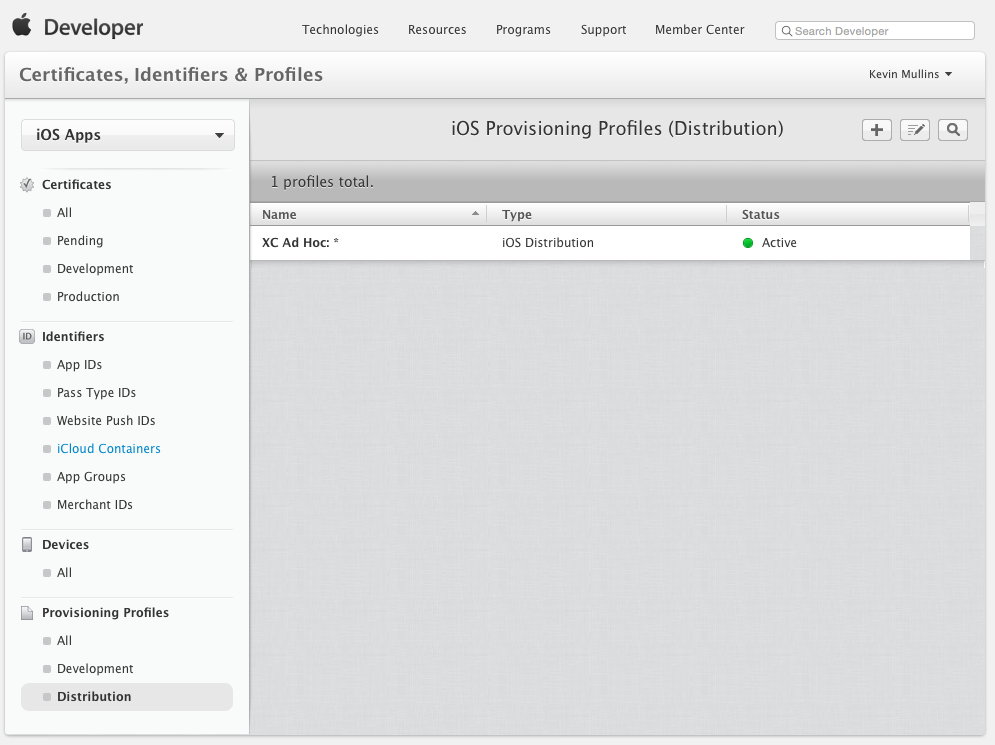 Developer
Technologies Resources Programs Support Member Center
Search Developer
Certificates, Identifiers & Profiles
Kevin Mullins
iOS Apps
Certificates
All
Pending
Development
Production
ID Identifiers
App IDs
Pass Type IDs
Website Push IDs
iCloud Containers
App Groups
Merchant IDs
Devices
All
Provisioning Profiles
All
Development
Distribution
iOS Provisioning Profiles (Distribution)
1 profiles total.
Name Type Status
XC Ad Hoc: * iOS Distribution Active